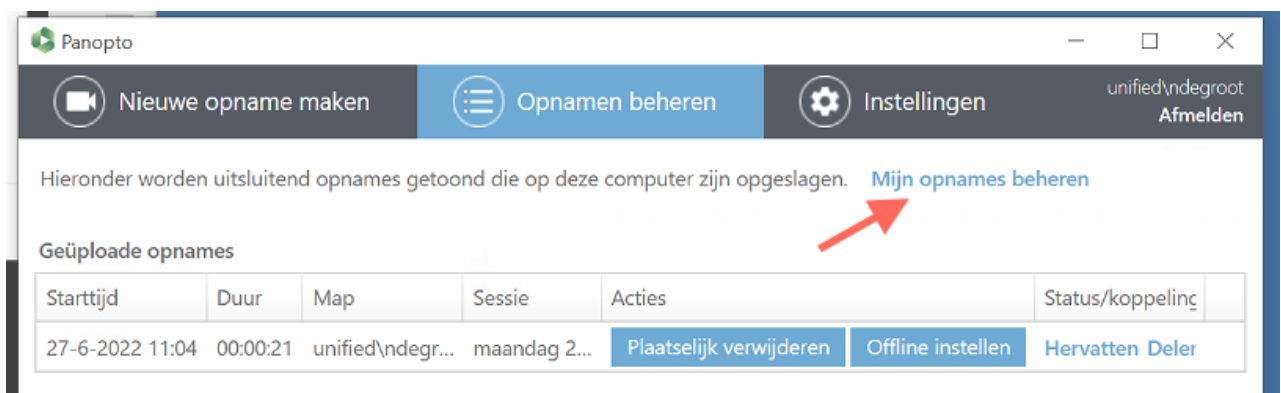 Panopto
Nieuwe opname maken
Opnamen beheren
Instellingen
unified\ndegroot
Afmelden
Hieronder worden uitsluitend opnames getoond die op deze computer zijn opgeslagen. Mijn opnames beheren
Geüploade opnames
Starttijd Duur Map Sessie Acties Status/koppeling
27-6-2022 11:04 00:00:21 unified\ndegr... maandag 2... Plaatselijk verwijderen Offline instellen Hervatten Deler